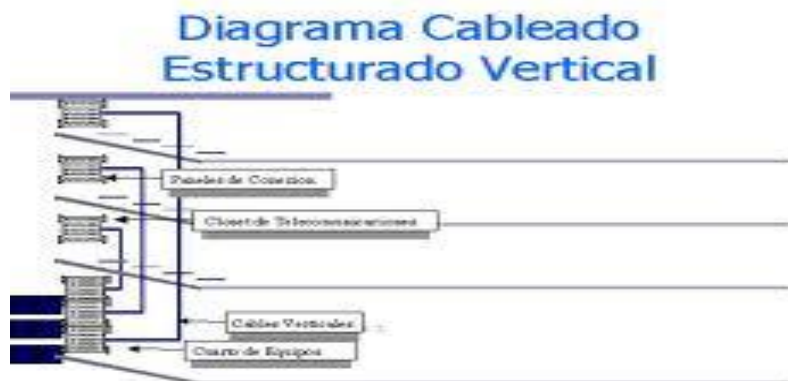 Diagrama Cableado
Estructurado Vertical
Paneles de Conexion.
Closet de Telecomunicaciones
Cables Verticales
Cuarto de Equipos